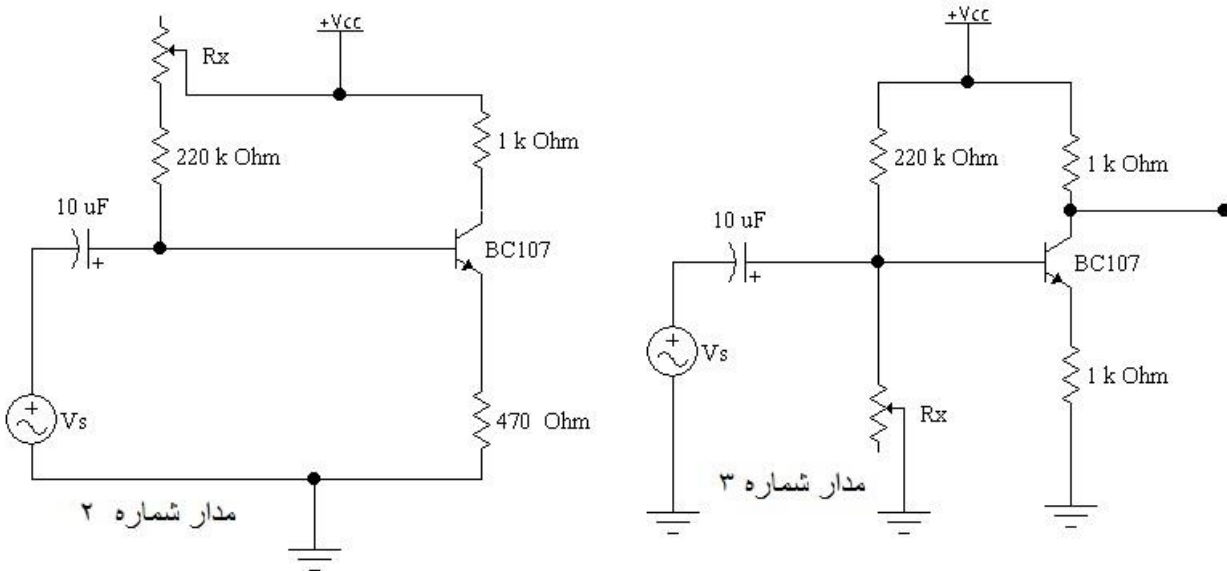 +Vcc
Rx
1 k Ohm
220 k Ohm
10 uF
+
BC107
+
Vs
470 Ohm
مدار شماره ۲
+Vcc
220 k Ohm
1 k Ohm
10 uF
+
BC107
+
Vs
1 k Ohm
Rx
مدار شماره ۳